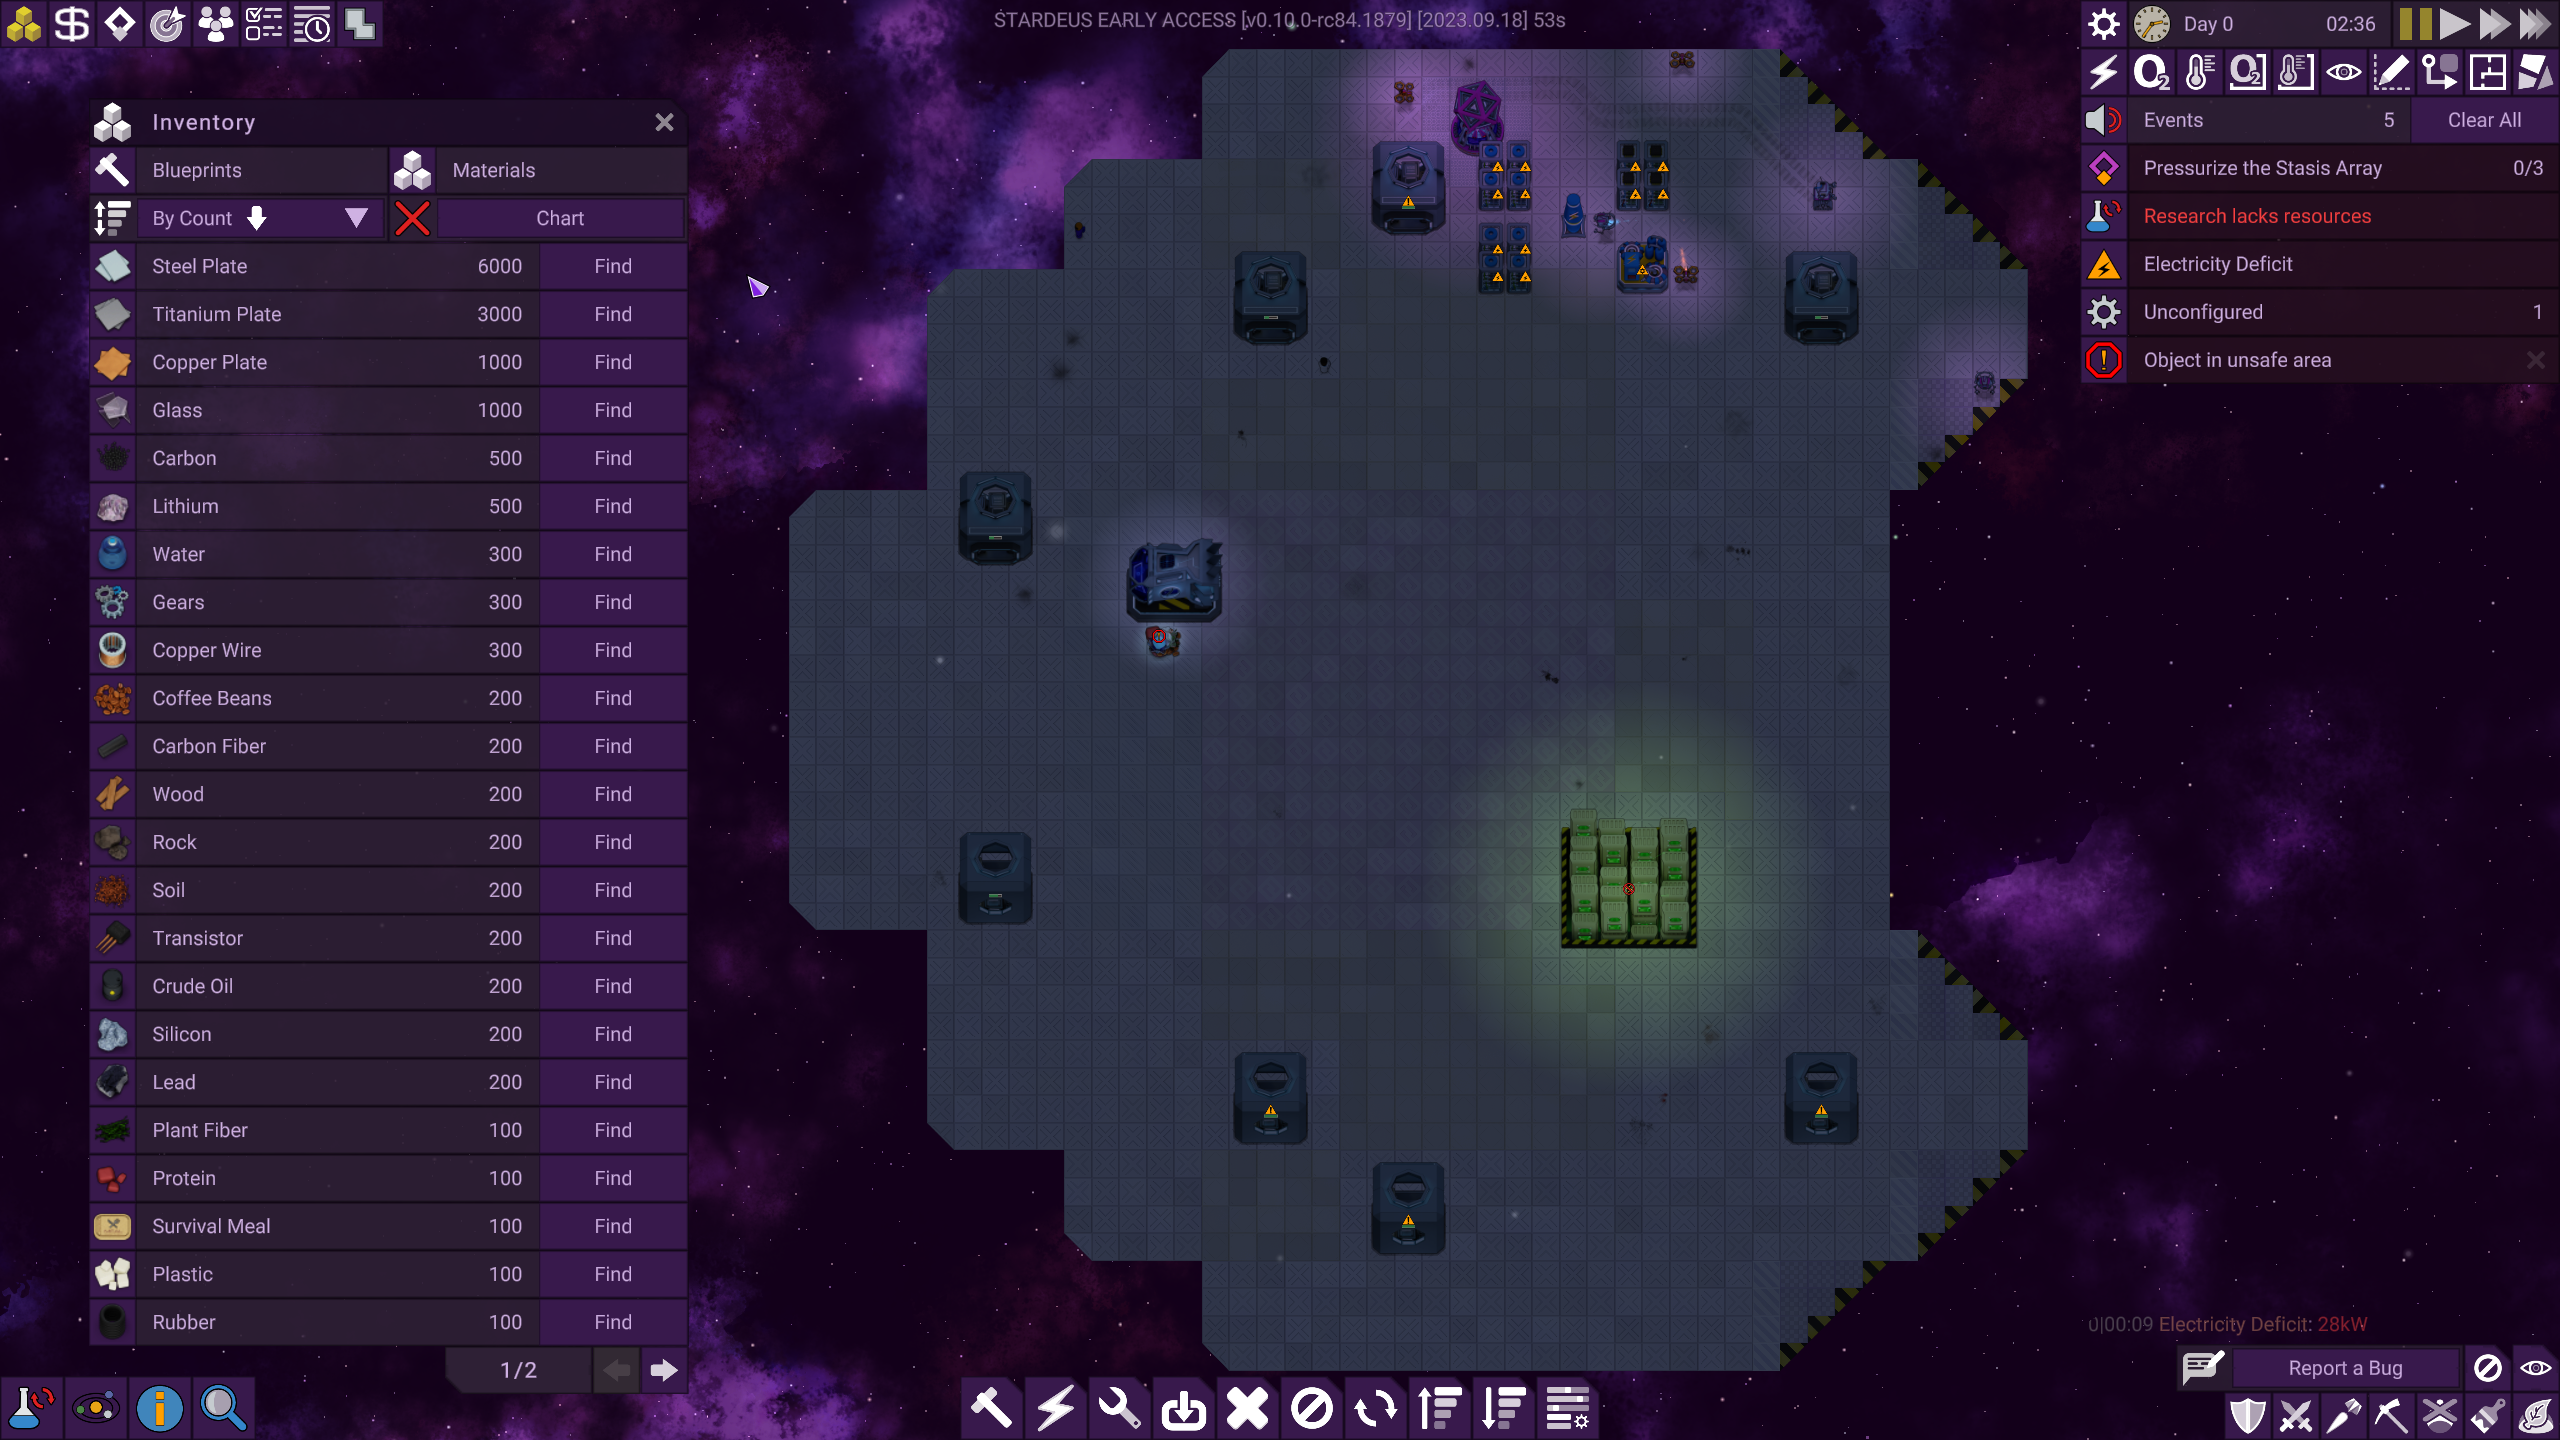 STARDEUS EARLY ACCESS [v0.10.0-rc84.1879] [2023.09.18] 53s
Day 0 02:36
Inventory
Blueprints Materials
By Count Chart
Steel Plate 6000 Find
Titanium Plate 3000 Find
Copper Plate 1000 Find
Glass 1000 Find
Carbon 500 Find
Lithium 500 Find
Water 300 Find
Gears 300 Find
Copper Wire 300 Find
Coffee Beans 200 Find
Carbon Fiber 200 Find
Wood 200 Find
Rock 200 Find
Soil 200 Find
Transistor 200 Find
Crude Oil 200 Find
Silicon 200 Find
Lead 200 Find
Plant Fiber 100 Find
Protein 100 Find
Survival Meal 100 Find
Plastic 100 Find
Rubber 100 Find
1/2
O₂ O₂
Events 5 Clear All
Pressurize the Stasis Array 0/3
Research lacks resources
Electricity Deficit
Unconfigured 1
Object in unsafe area
0|00:09 Electricity Deficit: 28kW
Report a Bug